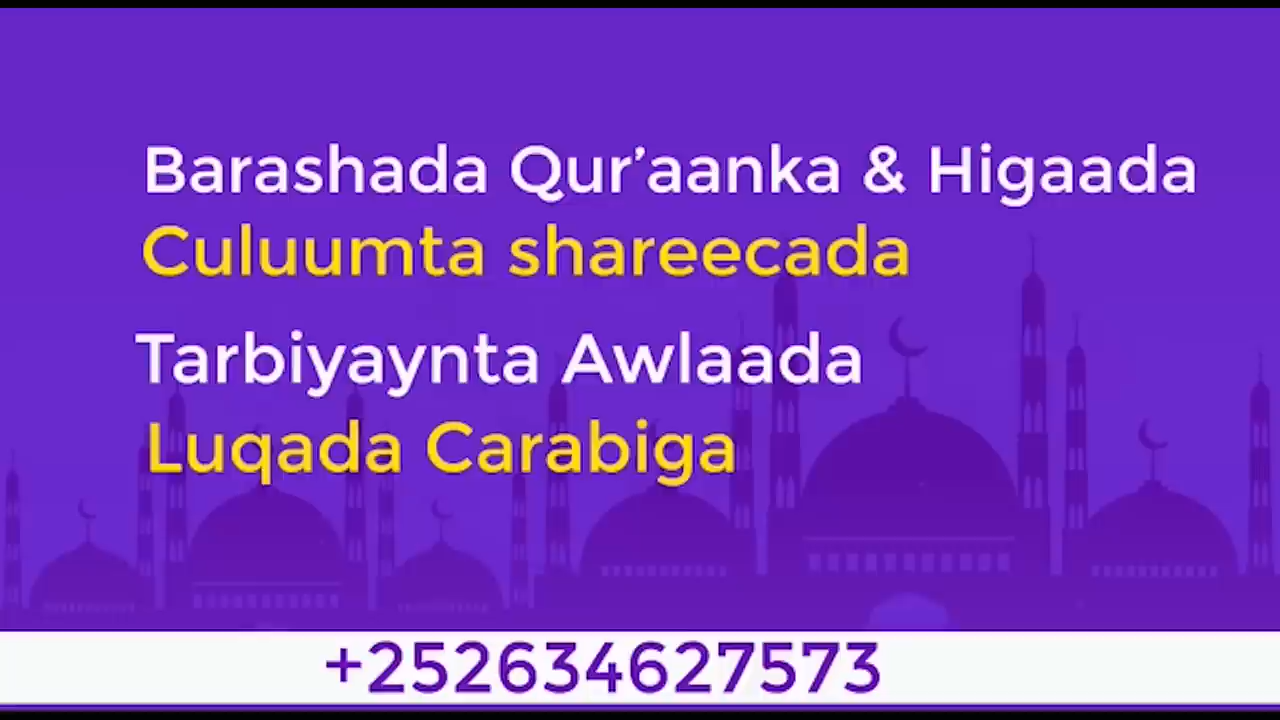 Barashada Qur’aanka & Higaada
Culuumta shareecada
Tarbiyaynta Awlaada
Luqada Carabiga
+252634627573